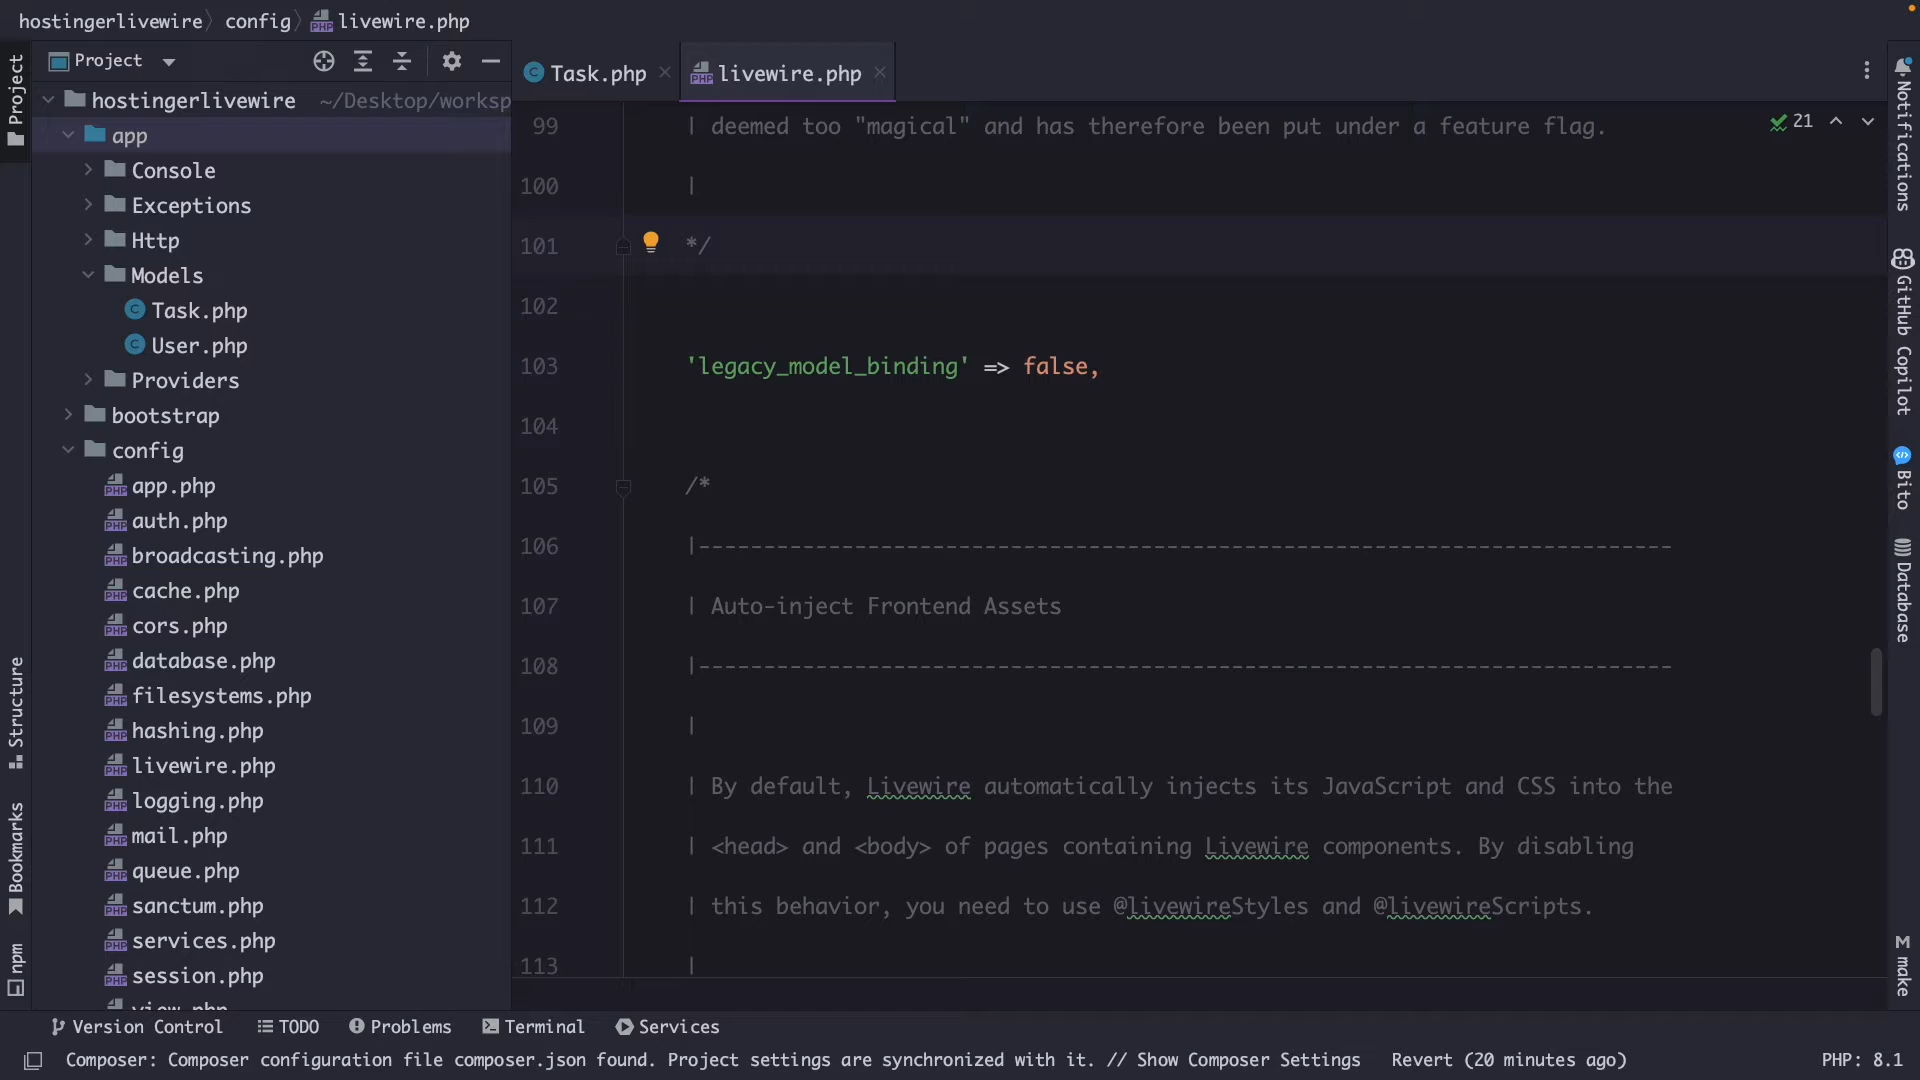 hostingerlivewire
config
livewire.php
Project
Project
hostingerlivewire ~/Desktop/worksp
app
Console
Exceptions
Http
Models
Task.php
User.php
Providers
bootstrap
config
app.php
auth.php
broadcasting.php
cache.php
cors.php
database.php
filesystems.php
hashing.php
livewire.php
logging.php
mail.php
queue.php
sanctum.php
services.php
session.php
view.php
Structure
Bookmarks
npm
Task.php
livewire.php
21
99 | deemed too "magical" and has therefore been put under a feature flag.
100 |
101 */
102
103 'legacy_model_binding' => false,
104
105 /*
106 |---------------------------------------------------------------------------
107 | Auto-inject Frontend Assets
108 |---------------------------------------------------------------------------
109 |
110 | By default, Livewire automatically injects its JavaScript and CSS into the
111 | <head> and <body> of pages containing Livewire components. By disabling
112 | this behavior, you need to use @livewireStyles and @livewireScripts.
113 |
Notifications
GitHub Copilot
Bito
Database
M make
Version Control
TODO
Problems
Terminal
Services
Composer: Composer configuration file composer.json found. Project settings are synchronized with it. // Show Composer Settings Revert (20 minutes ago)
PHP: 8.1